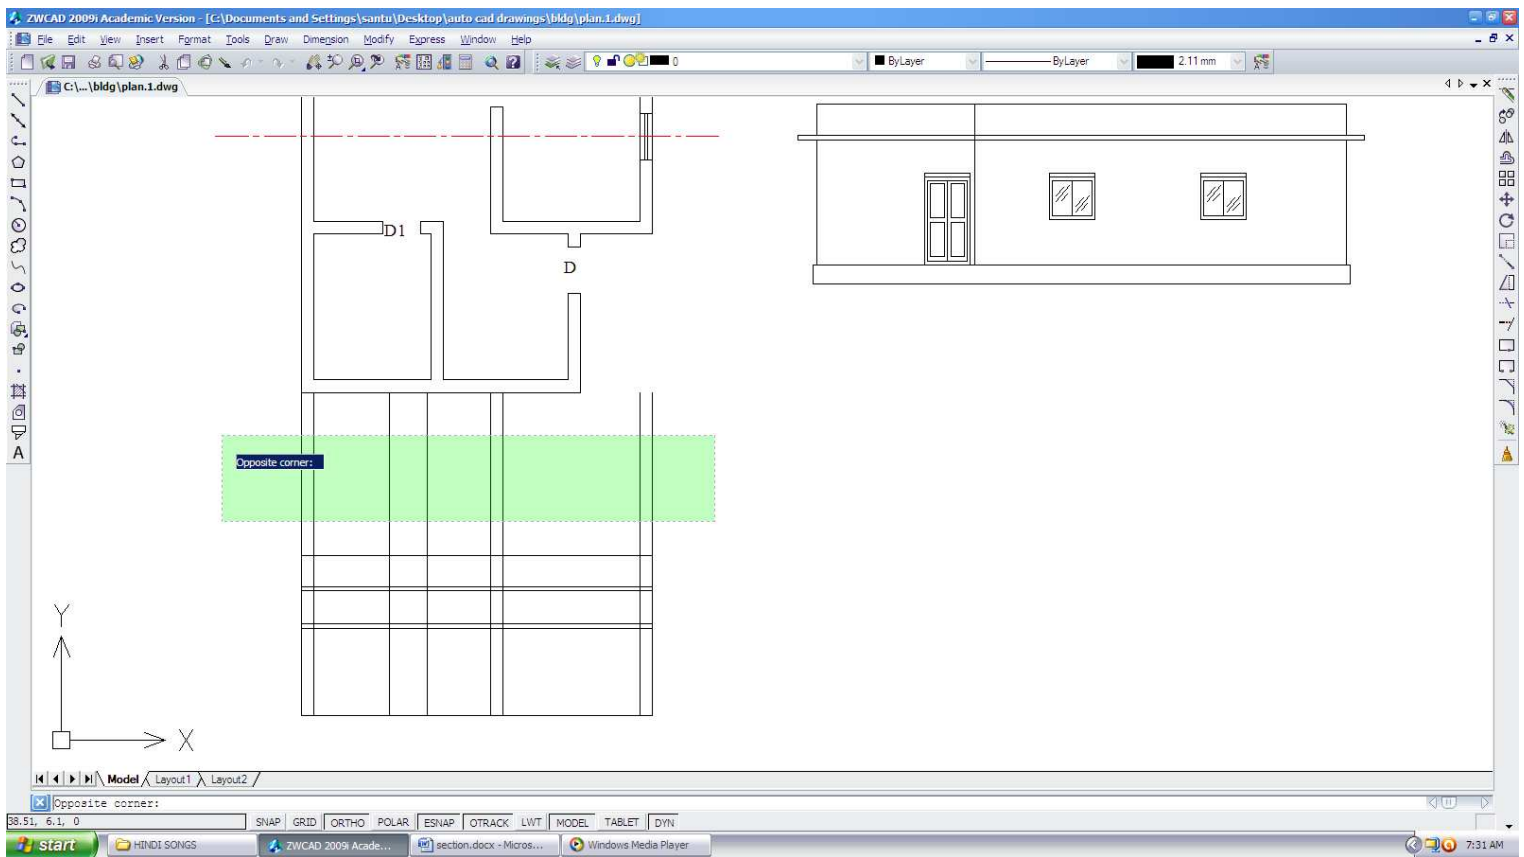 ZWCAD 2009i Academic Version - [C:\Documents and Settings\santu\Desktop\auto cad drawings\bldg\plan.1.dwg]
File Edit View Insert Format Tools Draw Dimension Modify Express Window Help
0 ByLayer ByLayer 2.11 mm
C:\...\bldg\plan.1.dwg
D1
D
Opposite corner:
Y
X
A
Model Layout1 Layout2
Opposite corner:
38.51, 6.1, 0 SNAP GRID ORTHO POLAR ESNAP OTRACK LWT MODEL TABLET DYN
start HINDI SONGS ZWCAD 2009i Acade... section.docx - Micros... Windows Media Player 7:31 AM